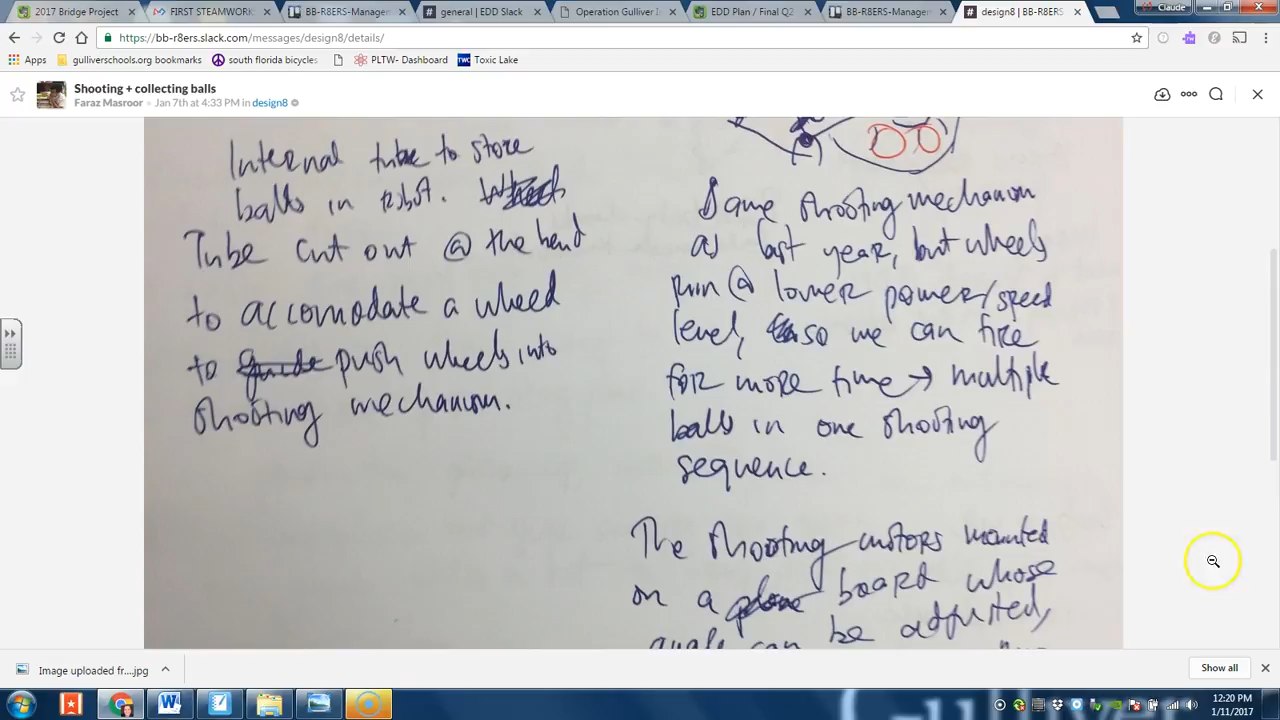 2017 Bridge Project
FIRST STEAMWORK
BB-R8ERS-Managem
general | EDD Slack
Operation Gulliver I
EDD Plan / Final Q2
BB-R8ERS-Managem
design8 | BB-R8ERS
Claude
https://bb-r8ers.slack.com/messages/design8/details/
Apps
gulliverschools.org bookmarks
south florida bicycles
PLTW- Dashboard
TWC
Toxic Lake
Shooting + collecting balls
Faraz Masroor • Jan 7th at 4:33 PM in design8
Internal tube to store
balls in robot.
Tube cut out @ the bend
to accomodate a wheel
to guide push wheels into
shooting mechanism.
Same shooting mechanism
as last year, but wheels
run @ lower power/speed
level, so we can fire
for more time → multiple
balls in one shooting
sequence.
The shooting motors mounted
on a plane board whose
angle can be adjusted,
Image uploaded fr....jpg
Show all
W
12:20 PM
1/11/2017